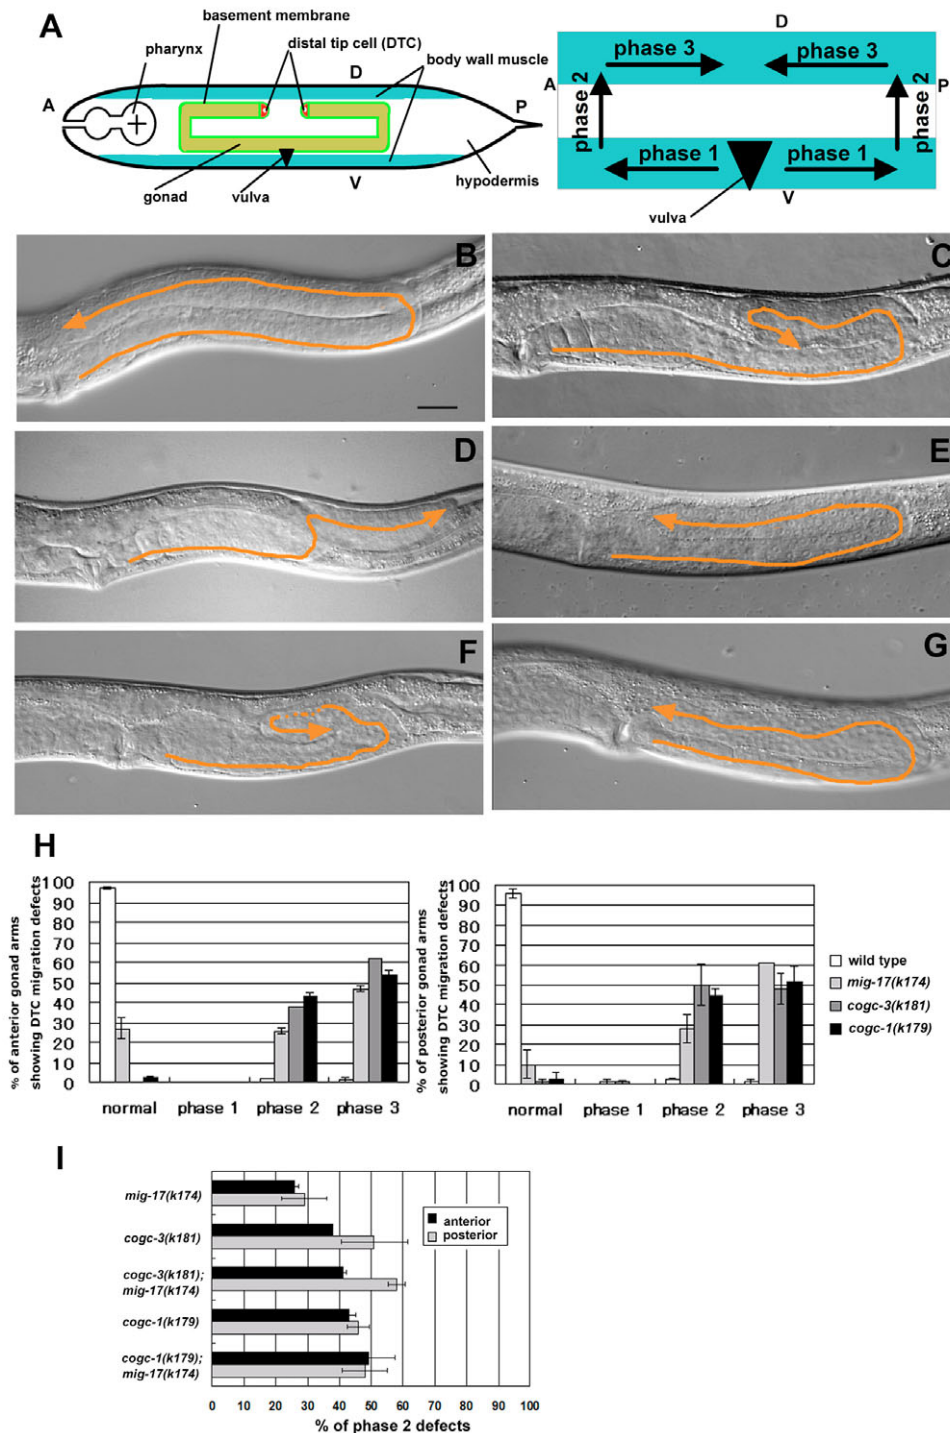 A
basement membrane
pharynx
distal tip cell (DTC)
D
body wall muscle
A
P
gonad
vulva
V
hypodermis
D
phase 3
phase 3
A
phase 2
phase 2
P
phase 1
phase 1
V
vulva
B
C
D
E
F
G
H
% of anterior gonad arms
showing DTC migration defects
100
90
80
70
60
50
40
30
20
10
0
normal phase 1 phase 2 phase 3
% of posterior gonad arms
showing DTC migration defects
100
90
80
70
60
50
40
30
20
10
0
normal phase 1 phase 2 phase 3
wild type
mig-17(k174)
cogc-3(k181)
cogc-1(k179)
I
mig-17(k174)
cogc-3(k181)
cogc-3(k181);
mig-17(k174)
cogc-1(k179)
cogc-1(k179);
mig-17(k174)
anterior
posterior
0 10 20 30 40 50 60 70 80 90 100
% of phase 2 defects